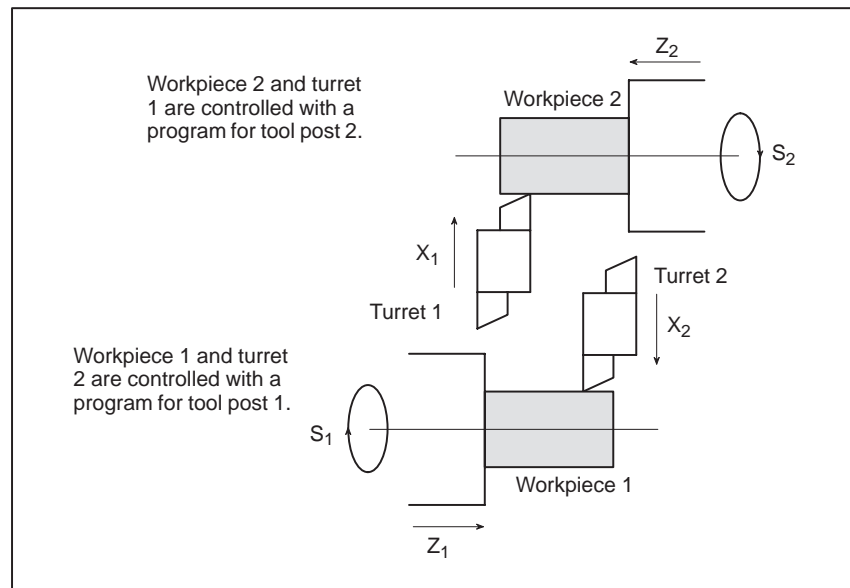 Workpiece 2 and turret
1 are controlled with a
program for tool post 2.
Z2
Workpiece 2
S2
X1
Turret 1
Turret 2
X2
Workpiece 1 and turret
2 are controlled with a
program for tool post 1.
S1
Workpiece 1
Z1